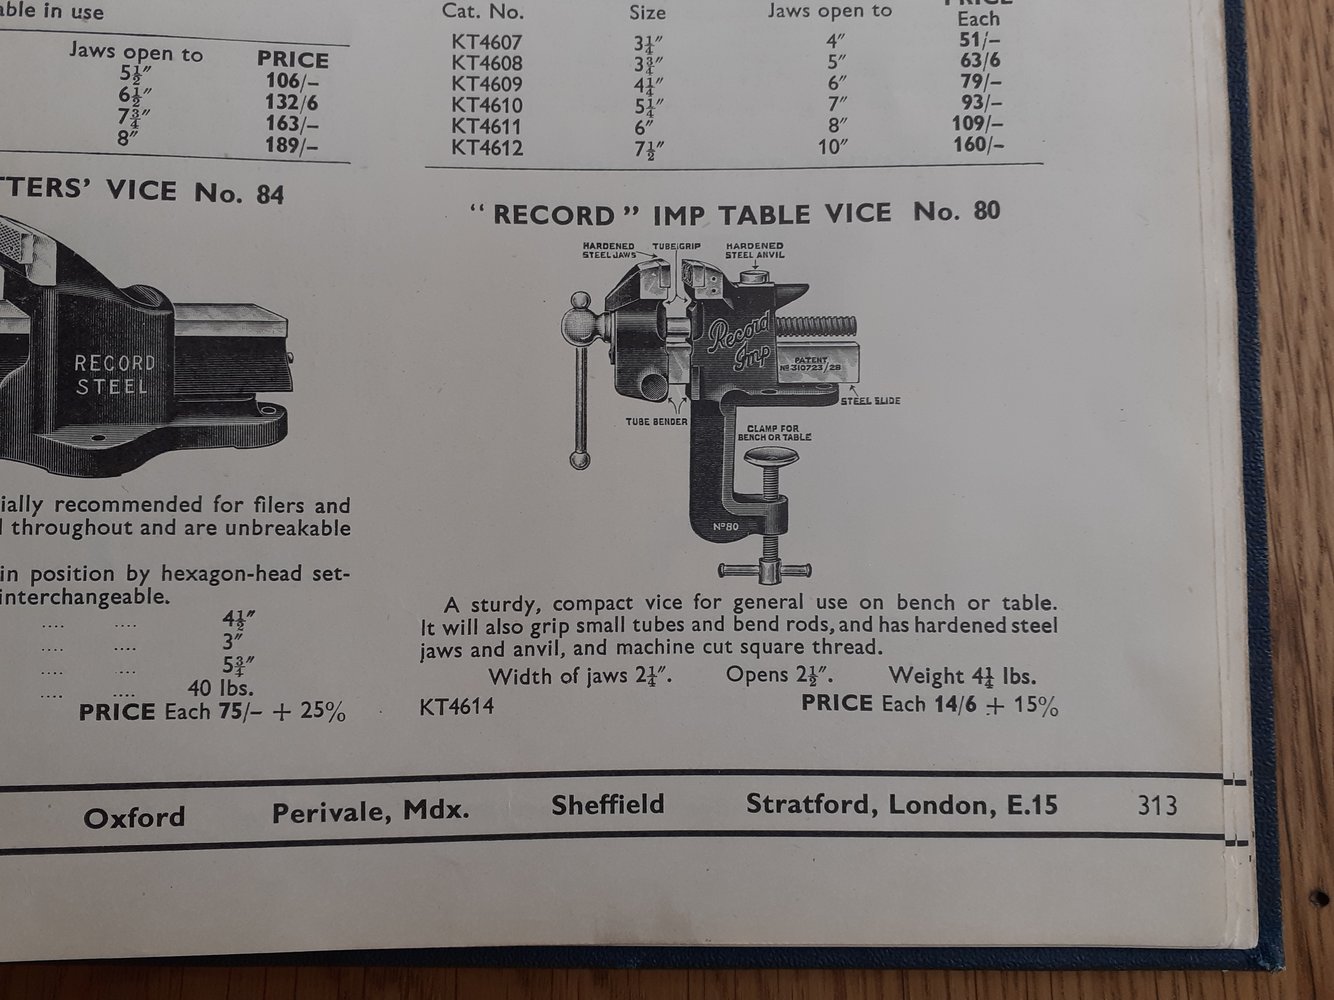 able in use
Jaws open to PRICE
5½″ 106/–
6½″ 132/6
7¾″ 163/–
8″ 189/–
TTERS’ VICE No. 84
RECORD
STEEL
ially recommended for filers and
l throughout and are unbreakable
in position by hexagon-head set-
interchangeable.
.... .... 4½″
.... .... 3″
.... .... 5¾″
.... .... 40 lbs.
PRICE Each 75/– + 25%
Cat. No. Size Jaws open to PRICE
Each
KT4607 3¼″ 4″ 51/–
KT4608 3¾″ 5″ 63/6
KT4609 4¼″ 6″ 79/–
KT4610 5¼″ 7″ 93/–
KT4611 6″ 8″ 109/–
KT4612 7½″ 10″ 160/–
“RECORD” IMP TABLE VICE No. 80
HARDENED
STEEL JAWS
TUBE GRIP
HARDENED
STEEL ANVIL
Record
Imp
PATENT
No 310723/28
STEEL SLIDE
TUBE BENDER
CLAMP FOR
BENCH OR TABLE
No 80
A sturdy, compact vice for general use on bench or table.
It will also grip small tubes and bend rods, and has hardened steel
jaws and anvil, and machine cut square thread.
Width of jaws 2¼″. Opens 2½″. Weight 4¼ lbs.
KT4614 PRICE Each 14/6 + 15%
Oxford Perivale, Mdx. Sheffield Stratford, London, E.15 313